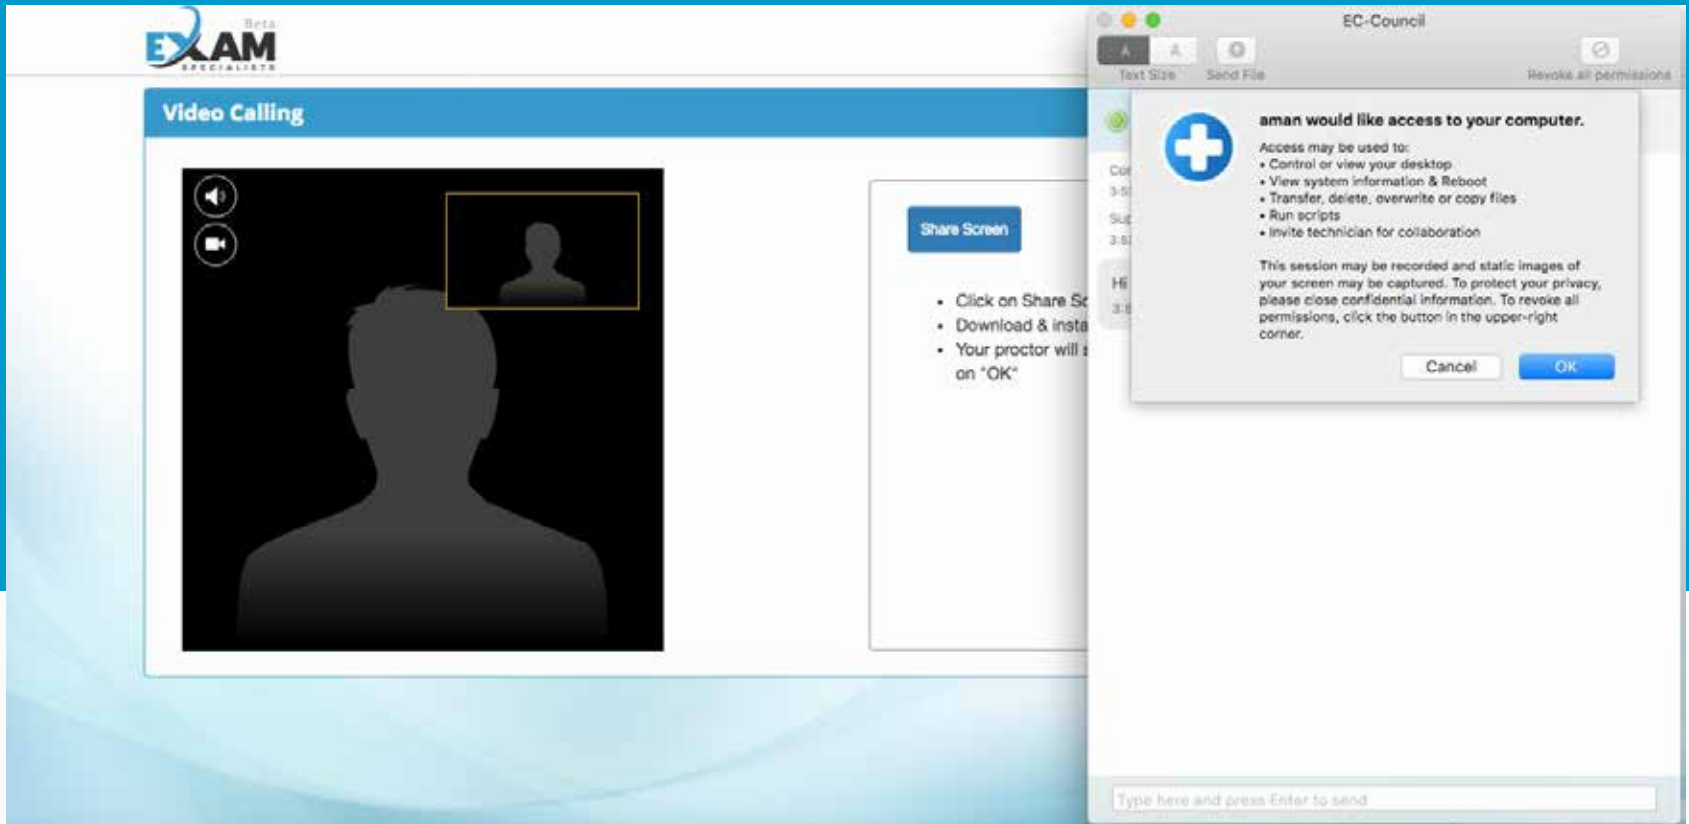 Beta
EXAM
SPECIALISTS
Video Calling
Share Screen
• Click on Share Sc
• Download & insta
• Your proctor will s
on "OK"
EC-Council
A A
Text Size Send File Revoke all permissions
aman would like access to your computer.
Access may be used to:
• Control or view your desktop
• View system information & Reboot
• Transfer, delete, overwrite or copy files
• Run scripts
• Invite technician for collaboration
This session may be recorded and static images of
your screen may be captured. To protect your privacy,
please close confidential information. To revoke all
permissions, click the button in the upper-right
corner.
Cancel OK
Con
Sup
Hi
Type here and press Enter to send